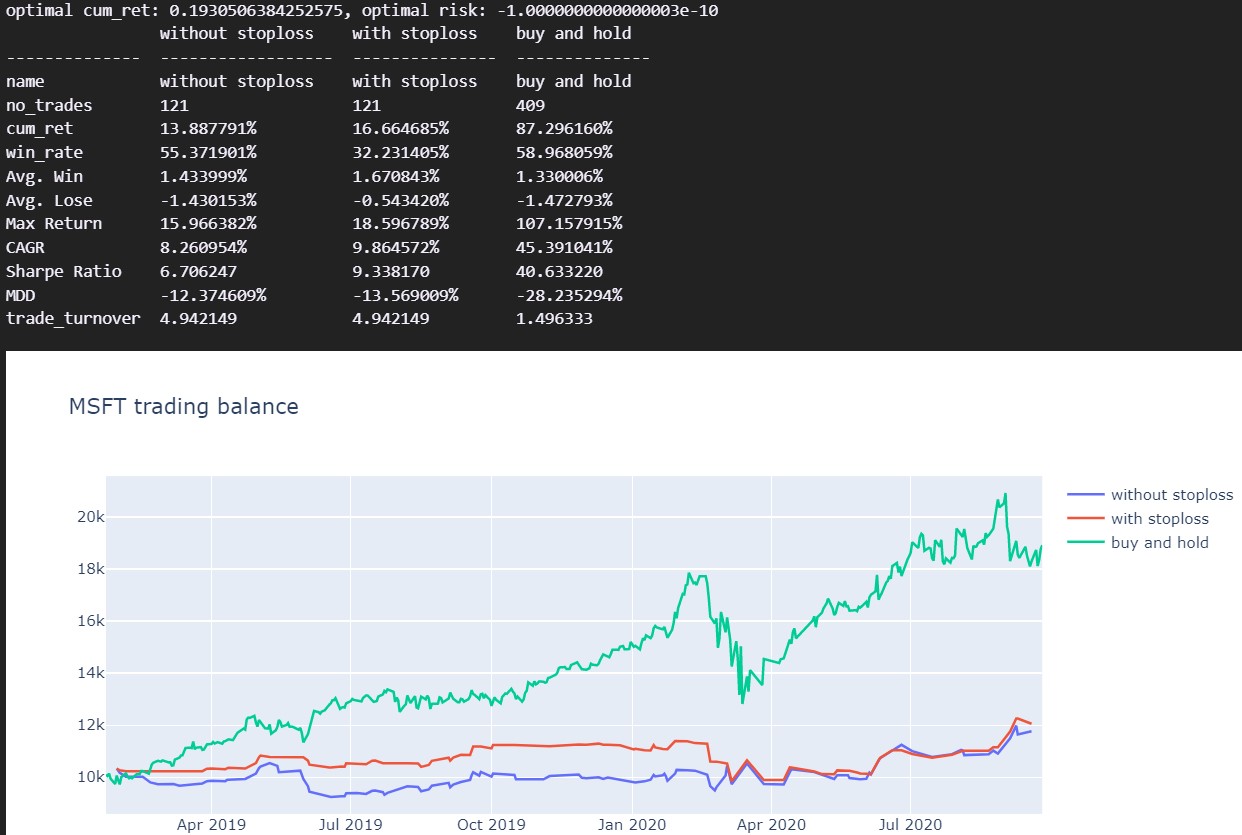 optimal cum_ret: 0.1930506384252575, optimal risk: -1.0000000000000003e-10
without stoploss with stoploss buy and hold
-------------- ------------------ --------------- --------------
name without stoploss with stoploss buy and hold
no_trades 121 121 409
cum_ret 13.887791% 16.664685% 87.296160%
win_rate 55.371901% 32.231405% 58.968059%
Avg. Win 1.433999% 1.670843% 1.330006%
Avg. Lose -1.430153% -0.543420% -1.472793%
Max Return 15.966382% 18.596789% 107.157915%
CAGR 8.260954% 9.864572% 45.391041%
Sharpe Ratio 6.706247 9.338170 40.633220
MDD -12.374609% -13.569009% -28.235294%
trade_turnover 4.942149 4.942149 1.496333
MSFT trading balance
20k
18k
16k
14k
12k
10k
Apr 2019 Jul 2019 Oct 2019 Jan 2020 Apr 2020 Jul 2020
without stoploss
with stoploss
buy and hold